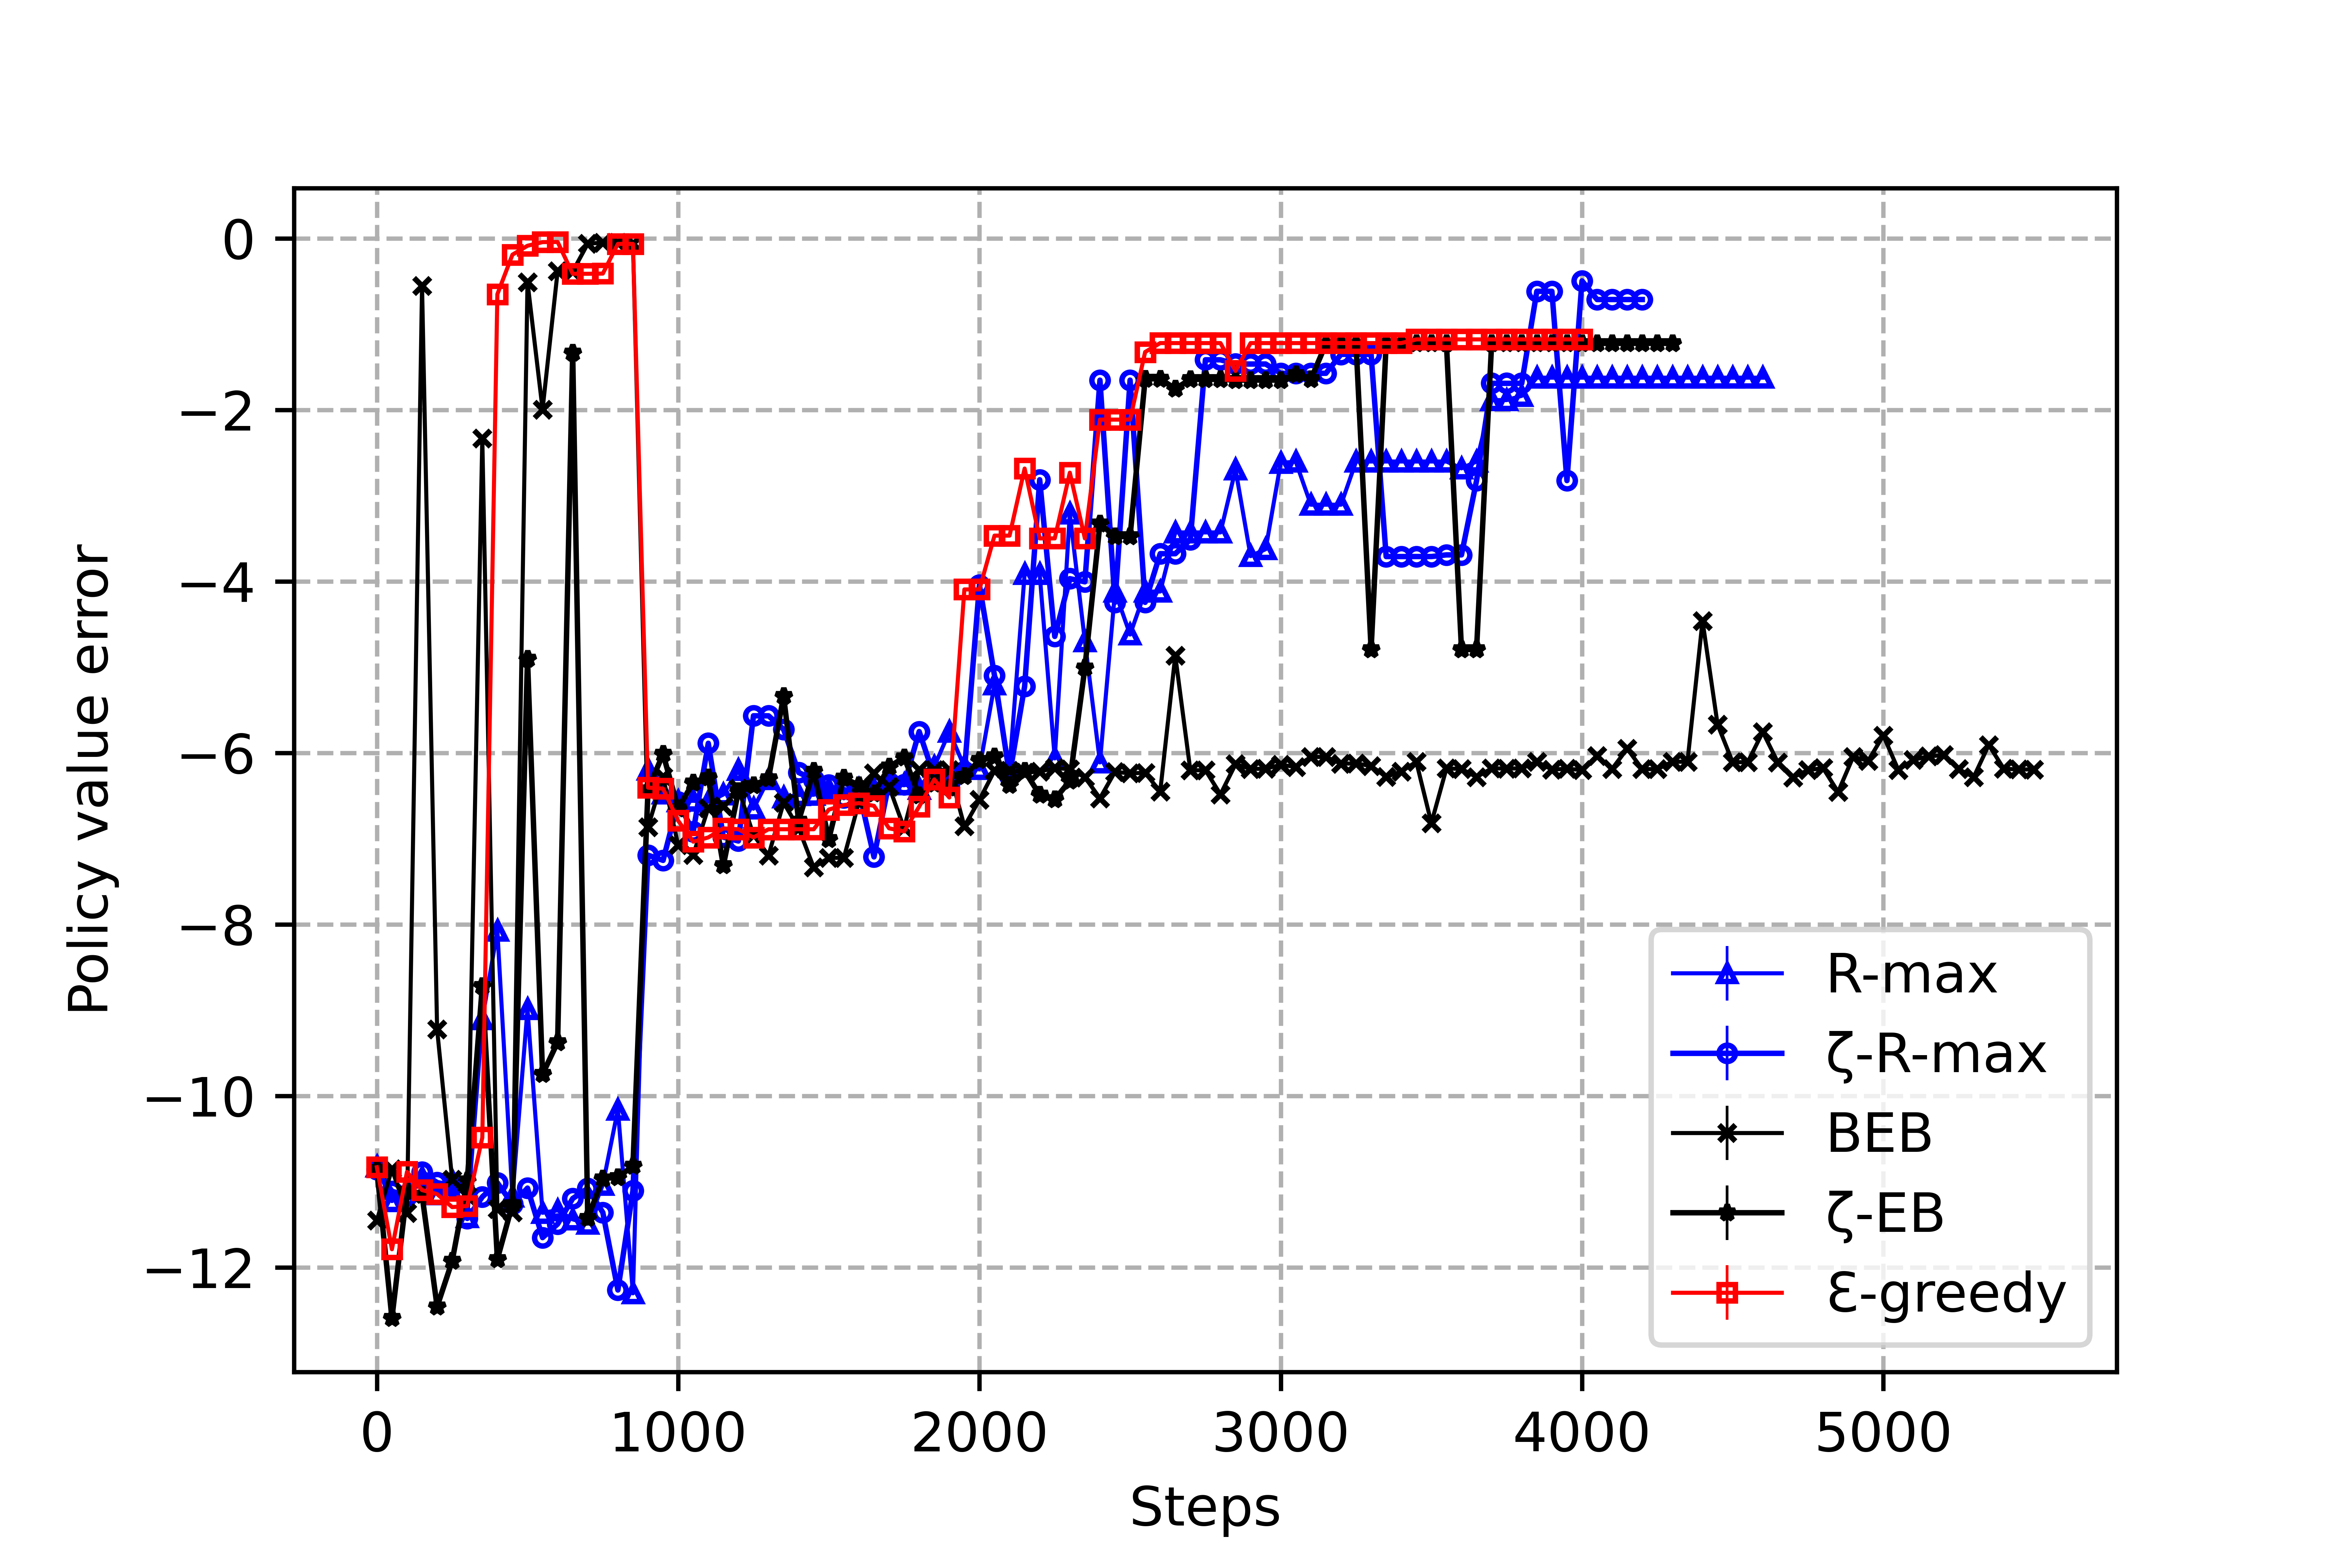 Policy value error
0
−2
−4
−6
−8
−10
−12
R-max
ζ-R-max
BEB
ζ-EB
Ɛ-greedy
0 1000 2000 3000 4000 5000
Steps